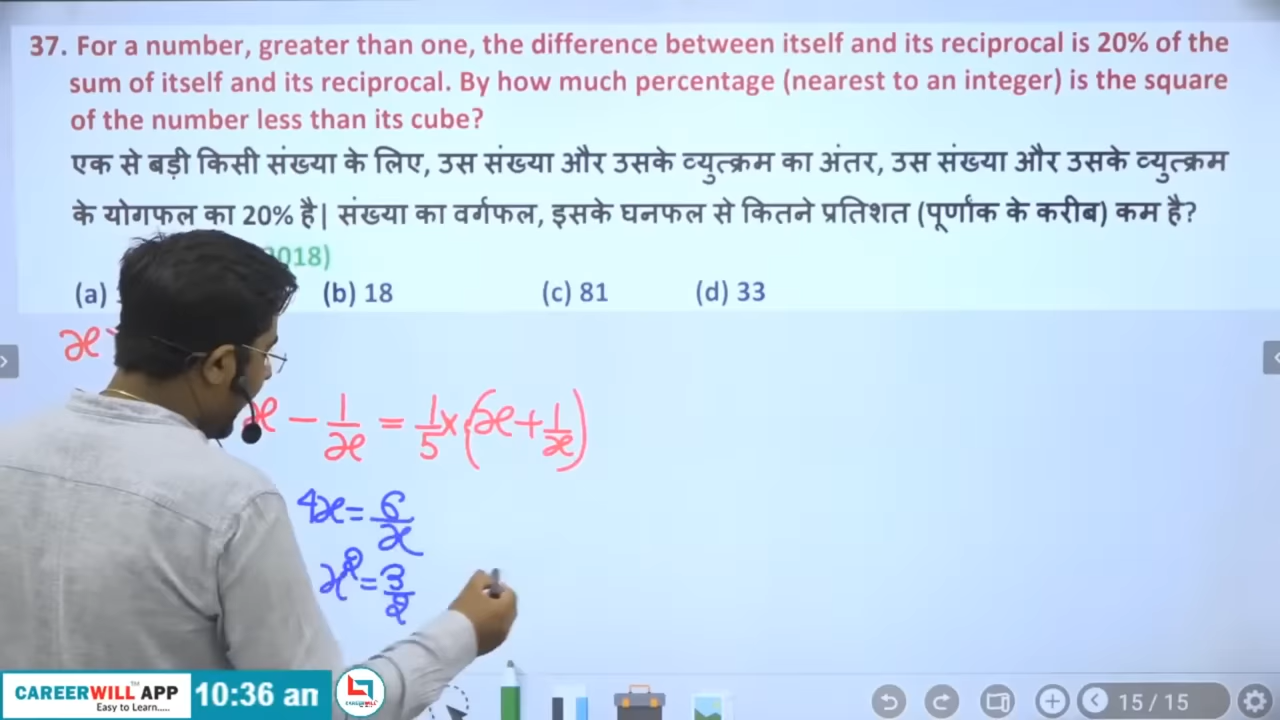 37. For a number, greater than one, the difference between itself and its reciprocal is 20% of the
sum of itself and its reciprocal. By how much percentage (nearest to an integer) is the square
of the number less than its cube?
एक से बड़ी किसी संख्या के लिए, उस संख्या और उसके व्युत्क्रम का अंतर, उस संख्या और उसके व्युत्क्रम
के योगफल का 20% है| संख्या का वर्गफल, इसके घनफल से कितने प्रतिशत (पूर्णांक के करीब) कम है?
2018)
(a) (b) 18 (c) 81 (d) 33
x
x - 1/x = 1/5 × (x + 1/x)
4x = 6/x
x² = 3/2
CAREERWILL APP
Easy to Learn.....
10:36 an
CAREERWILL
15 / 15